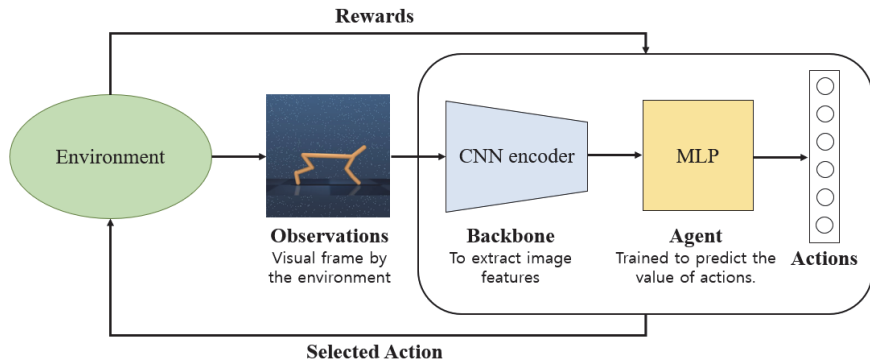 Rewards
Environment
CNN encoder
MLP
Observations
Visual frame by
the environment
Backbone
To extract image
features
Agent
Trained to predict the
value of actions.
Actions
Selected Action